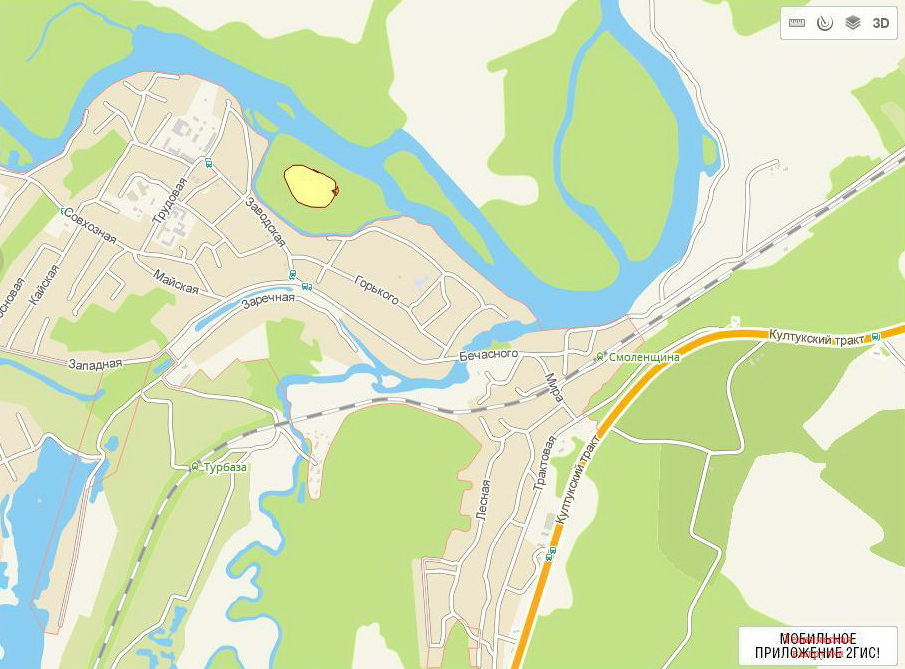 3D
Трудовая
Совхозная
Заводская
Кайская
Майская
Горького
Заречная
Западная
Бечасного
Смоленщина
Култукский тракт
Мира
Турбаза
Трактовая
Култукский тракт
Лесная
МОБИЛЬНОЕ
ПРИЛОЖЕНИЕ 2ГИС!